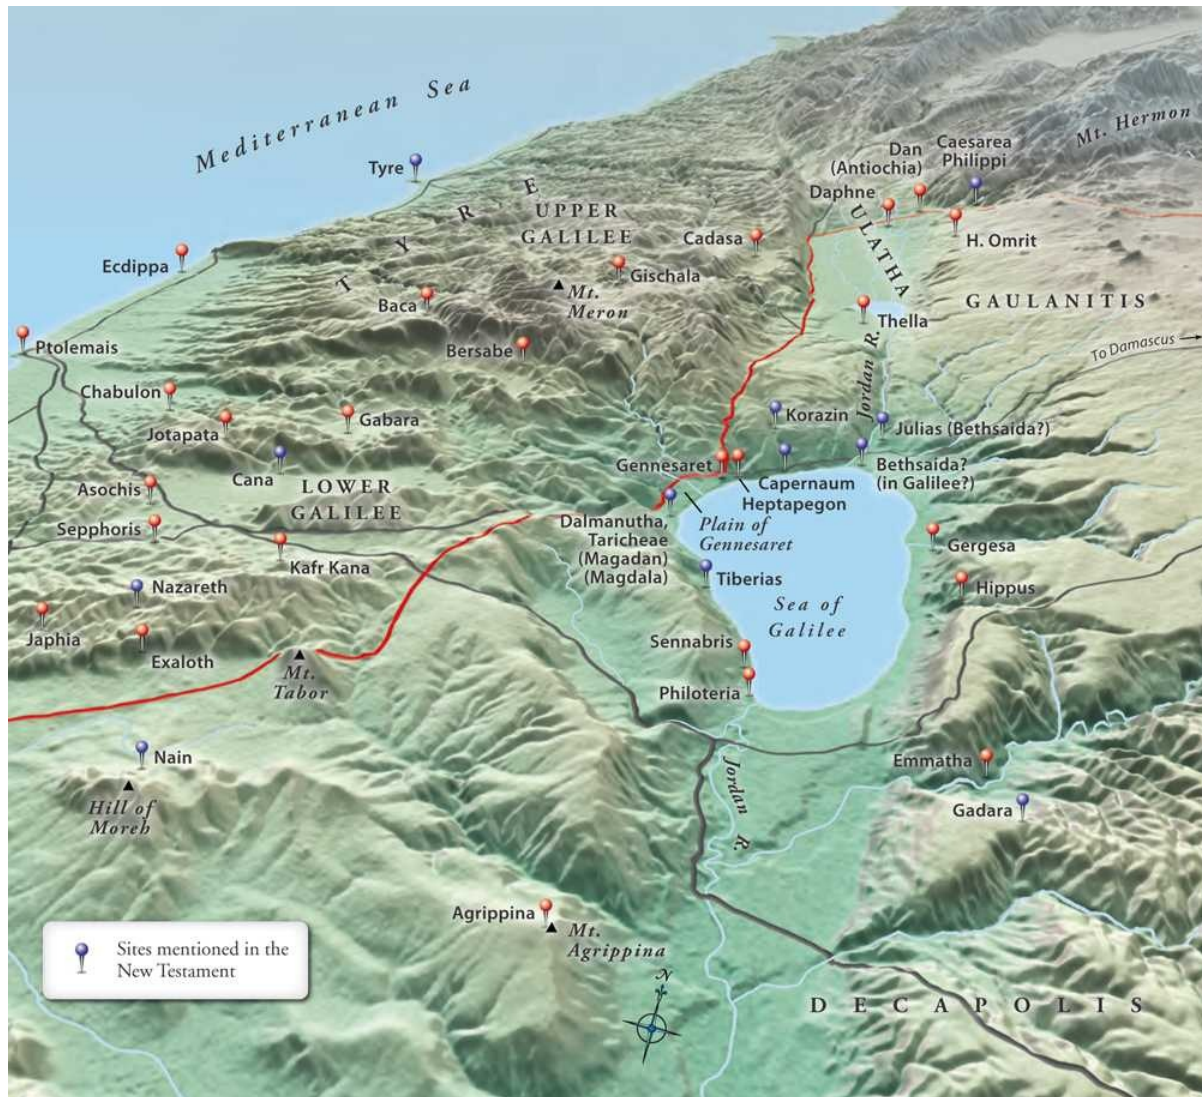 Mediterranean Sea
Mt. Hermon
Tyre
Dan
(Antiochia)
Caesarea
Philippi
Daphne
H. Omrit
ULATHA
TYRE
UPPER
GALILEE
Cadasa
Ecdippa
Gischala
Baca
Mt.
Meron
GAULANITIS
Thella
Bersabe
Ptolemais
To Damascus
Jordan R.
Chabulon
Gabara
Korazin
Jotapata
Julias (Bethsaida?)
Cana
Gennesaret
Bethsaida?
(in Galilee?)
Capernaum
Heptapegon
Asochis
LOWER
GALILEE
Sepphoris
Dalmanutha,
Taricheae
(Magadan)
(Magdala)
Plain of
Gennesaret
Gergesa
Kafr Kana
Tiberias
Nazareth
Hippus
Sea of
Galilee
Japhia
Exaloth
Sennabris
Mt.
Tabor
Philoteria
Nain
Emmatha
Jordan R.
Hill of
Moreh
Gadara
Agrippina
Mt.
Agrippina
Sites mentioned in the
New Testament
N
DECAPOLIS